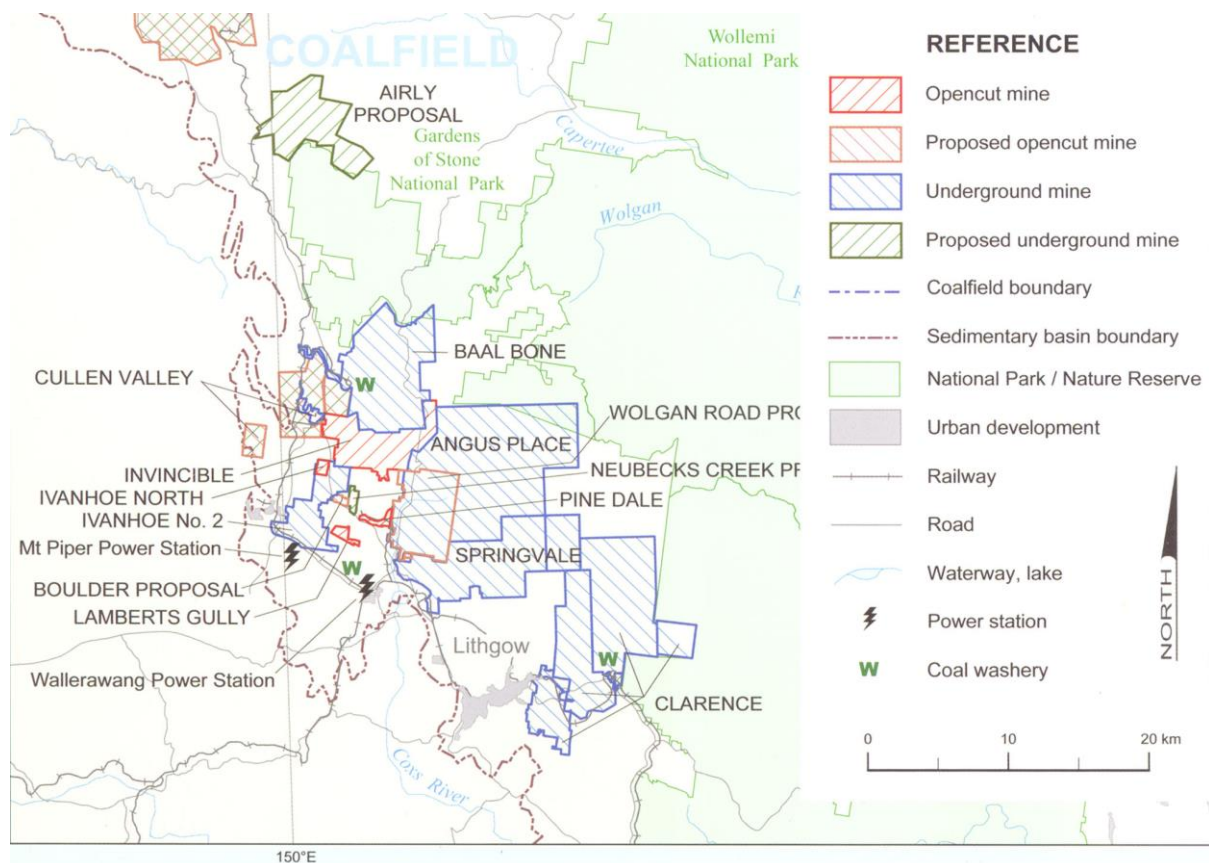 COALFIELD
Wollemi
National Park
AIRLY
PROPOSAL
Gardens
of Stone
National Park
Capertee
Wolgan
BAAL BONE
CULLEN VALLEY
W
WOLGAN ROAD PRO
ANGUS PLACE
INVINCIBLE
NEUBECKS CREEK PR
IVANHOE NORTH
PINE DALE
IVANHOE No. 2
Mt Piper Power Station
SPRINGVALE
W
BOULDER PROPOSAL
LAMBERTS GULLY
Lithgow
W
Wallerawang Power Station
CLARENCE
Coxs River
150°E
REFERENCE
Opencut mine
Proposed opencut mine
Underground mine
Proposed underground mine
Coalfield boundary
Sedimentary basin boundary
National Park / Nature Reserve
Urban development
Railway
Road
Waterway, lake
Power station
W Coal washery
NORTH
0 10 20 km